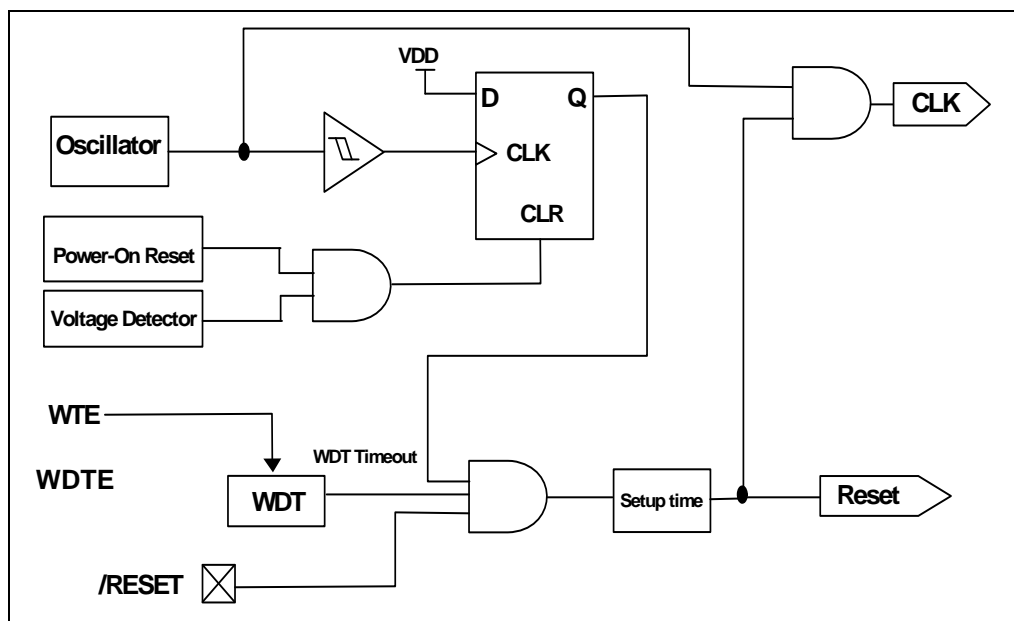 VDD
D Q
CLK
Oscillator
CLK
CLR
Power-On Reset
Voltage Detector
WTE
WDT Timeout
WDTE
WDT
Setup time
Reset
/RESET